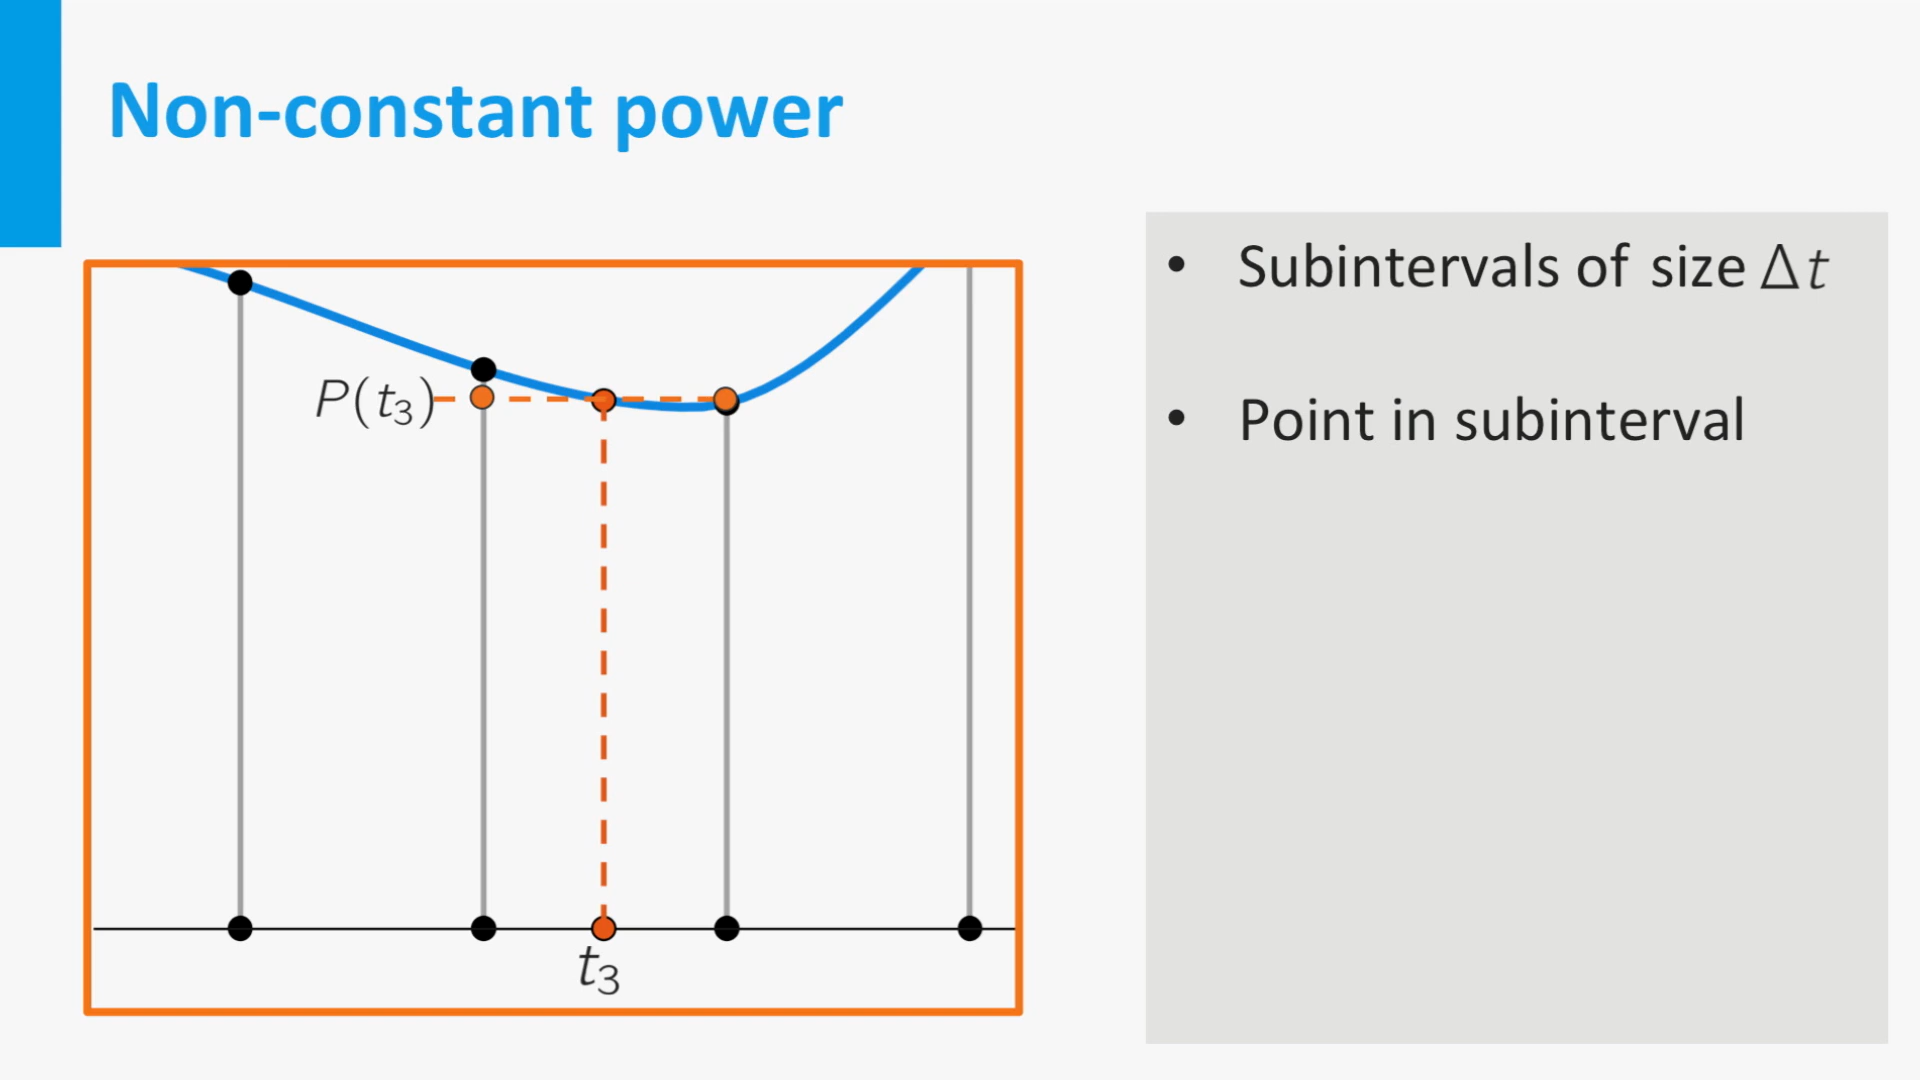 Non-constant power
• Subintervals of size Δt
• Point in subinterval
P(t₃)
t₃